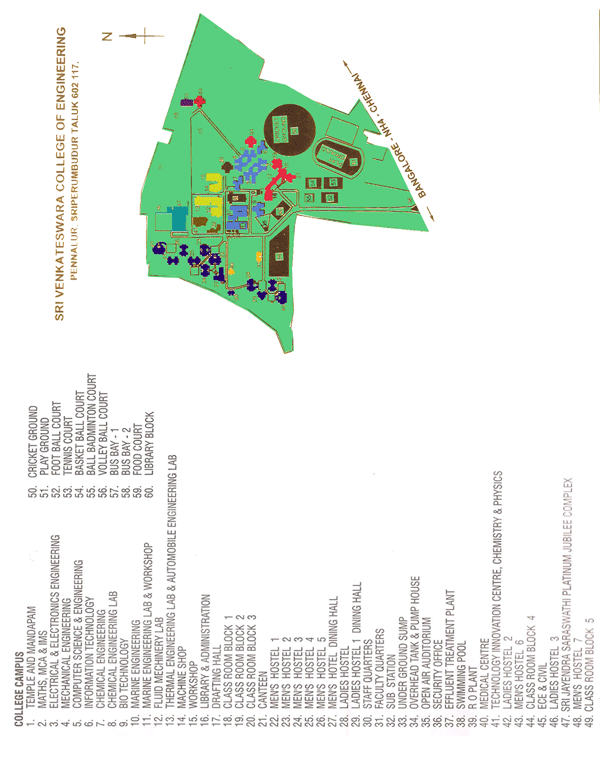 SRI VENKATESWARA COLLEGE OF ENGINEERING
PENNALUR, SRIPERUMBUDUR TALUK 602 117.
N
BANGALORE - NH4 - CHENNAI
COLLEGE CAMPUS
1. TEMPLE AND MANDAPAM
2. MATHS, MCA & MIS
3. ELECTRICAL & ELECTRONICS ENGINEERING
4. MECHANICAL ENGINEERING
5. COMPUTER SCIENCE & ENGINEERING
6. INFORMATION TECHNOLOGY
7. CHEMICAL ENGINEERING
8. CHEMICAL ENGINEERING LAB
9. BIO TECHNOLOGY
10. MARINE ENGINEERING
11. MARINE ENGINEERING LAB & WORKSHOP
12. FLUID MECHINERY LAB
13. THERMAL ENGINEERING LAB & AUTOMOBILE ENGINEERING LAB
14. MACHINE SHOP
15. WORKSHOP
16. LIBRARY & ADMINISTRATION
17. DRAFTING HALL
18. CLASS ROOM BLOCK 1
19. CLASS ROOM BLOCK 2
20. CLASS ROOM BLOCK 3
21. CANTEEN
22. MEN'S HOSTEL 1
23. MEN'S HOSTEL 2
24. MEN'S HOSTEL 3
25. MEN'S HOSTEL 4
26. MEN'S HOSTEL 5
27. MEN'S HOTEL DINING HALL
28. LADIES HOSTEL
29. LADIES HOSTEL 1 DINING HALL
30. STAFF QUARTERS
31. FACULTY QUARTERS
32. SUB STATION
33. UNDER GROUND SUMP
34. OVERHEAD TANK & PUMP HOUSE
35. OPEN AIR AUDITORIUM
36. SECURITY OFFICE
37. EFFLUENT TREATMENT PLANT
38. SWIMMING POOL
39. R O PLANT
40. MEDICAL CENTRE
41. TECHNOLOGY INNOVATION CENTRE, CHEMISTRY & PHYSICS
42. LADIES HOSTEL 2
43. MEN'S HOSTEL 6
44. CLASS ROOM BLOCK 4
45. ECE & CIVIL
46. LADIES HOSTEL 3
47. SRI JAYENDRA SARASWATHI PLATINUM JUBILEE COMPLEX
48. MEN'S HOSTEL 7
49. CLASS ROOM BLOCK 5
50. CRICKET GROUND
51. PLAY GROUND
52. FOOT BALL COURT
53. TENNIS COURT
54. BASKET BALL COURT
55. BALL BADMINTON COURT
56. VOLLEY BALL COURT
57. BUS BAY - 1
58. BUS BAY - 2
59. FOOD COURT
60. LIBRARY BLOCK